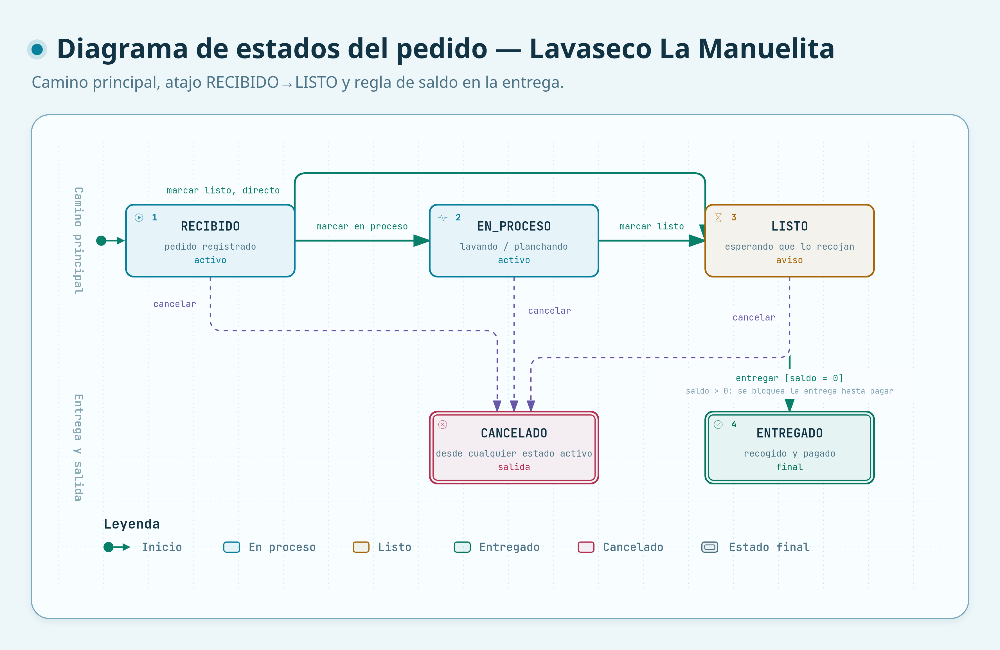 Diagrama de estados del pedido — Lavaseco La Manuelita
Camino principal, atajo RECIBIDO→LISTO y regla de saldo en la entrega.
Camino principal
marcar listo, directo
1
RECIBIDO
pedido registrado
activo
marcar en proceso
2
EN_PROCESO
lavando / planchando
activo
marcar listo
3
LISTO
esperando que lo recojan
aviso
cancelar
cancelar
cancelar
entregar [saldo = 0]
saldo > 0: se bloquea la entrega hasta pagar
Entrega y salida
CANCELADO
desde cualquier estado activo
salida
4
ENTREGADO
recogido y pagado
final
Leyenda
Inicio
En proceso
Listo
Entregado
Cancelado
Estado final